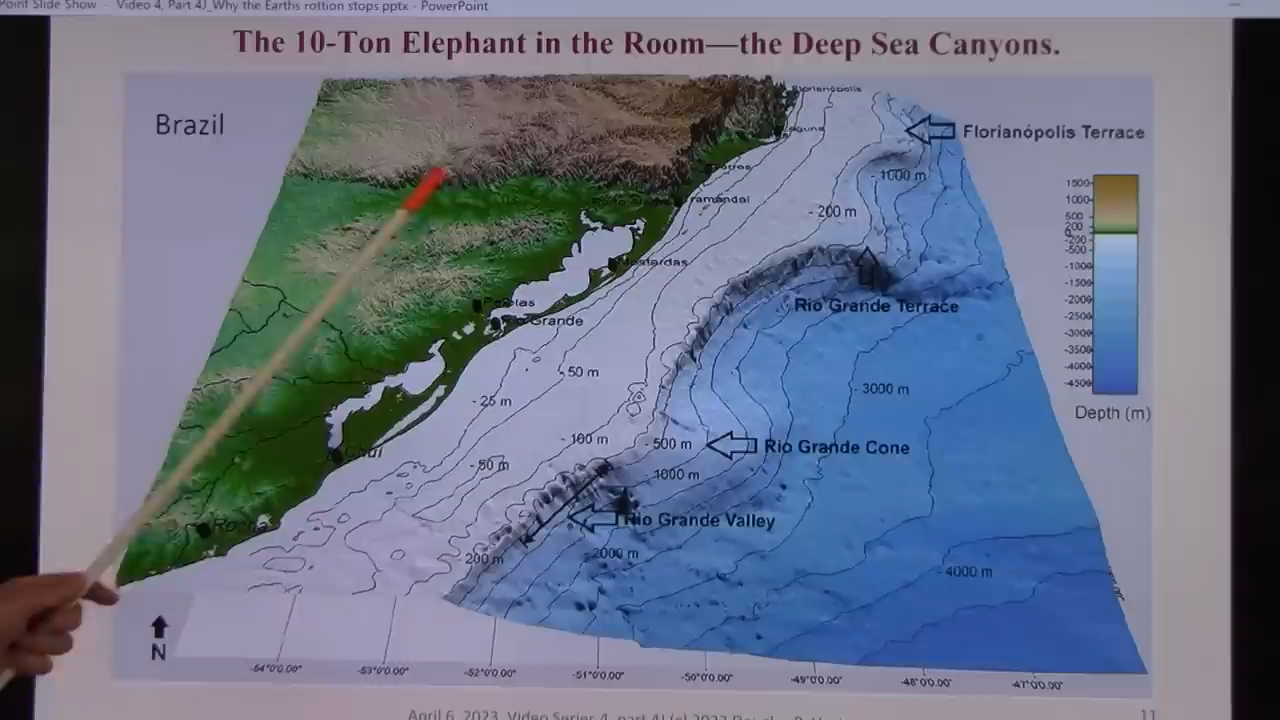 Point Slide Show - Video 4, Part 4J_Why the Earths rottion stops pptx - PowerPoint
The 10-Ton Elephant in the Room—the Deep Sea Canyons.
Brazil
Florianópolis
Florianópolis Terrace
Laguna
1500
1000
500
200
0
-200
-500
-1000
-1500
-2000
-2500
-3000
-3500
-4000
-4500
Depth (m)
Torres
- 1000 m
Tramandaí
- 200 m
Mostardas
Rio Grande Terrace
Pelotas
Rio Grande
- 50 m
- 3000 m
- 25 m
- 100 m
- 500 m
Rio Grande Cone
Chuí
- 50 m
- 1000 m
Rocha
Rio Grande Valley
200 m
- 2000 m
- 4000 m
N
-54°0'0.00"
-53°0'0.00"
-52°0'0.00"
-51°0'0.00"
-50°0'0.00"
-49°0'0.00"
-48°0'0.00"
-47°0'0.00"
April 6, 2023, Video Series 4, part 4J (c) 2023
11